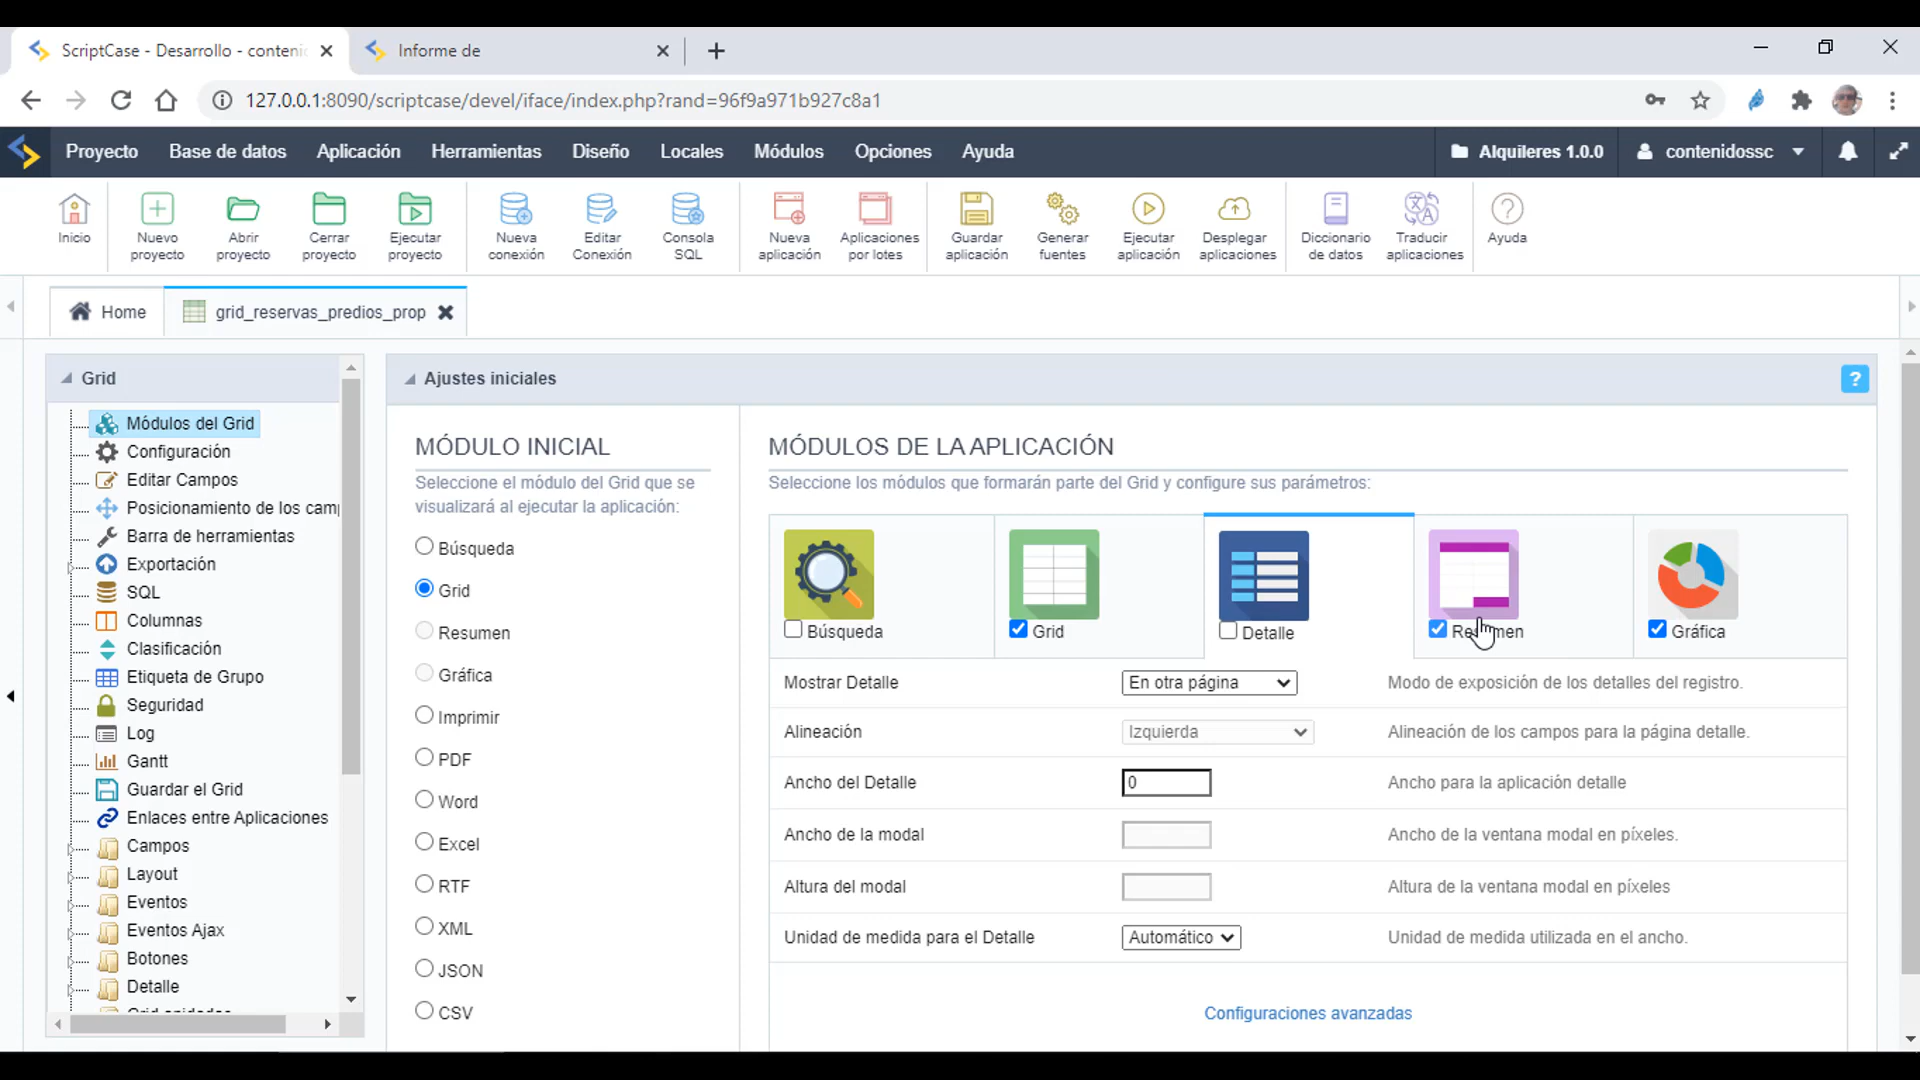 ScriptCase - Desarrollo - conteni
Informe de
127.0.0.1:8090/scriptcase/devel/iface/index.php?rand=96f9a971b927c8a1
Proyecto Base de datos Aplicación Herramientas Diseño Locales Módulos Opciones Ayuda Alquileres 1.0.0 contenidossc
Inicio
Nuevo proyecto
Abrir proyecto
Cerrar proyecto
Ejecutar proyecto
Nueva conexión
Editar Conexión
Consola SQL
Nueva aplicación
Aplicaciones por lotes
Guardar aplicación
Generar fuentes
Ejecutar aplicación
Desplegar aplicaciones
Diccionario de datos
Traducir aplicaciones
Ayuda
Home
grid_reservas_predios_prop
Grid
Módulos del Grid
Configuración
Editar Campos
Posicionamiento de los cam
Barra de herramientas
Exportación
SQL
Columnas
Clasificación
Etiqueta de Grupo
Seguridad
Log
Gantt
Guardar el Grid
Enlaces entre Aplicaciones
Campos
Layout
Eventos
Eventos Ajax
Botones
Detalle
Ajustes iniciales
?
MÓDULO INICIAL
Seleccione el módulo del Grid que se
visualizará al ejecutar la aplicación:
Búsqueda
Grid
Resumen
Gráfica
Imprimir
PDF
Word
Excel
RTF
XML
JSON
CSV
MÓDULOS DE LA APLICACIÓN
Seleccione los módulos que formarán parte del Grid y configure sus parámetros:
Búsqueda
Grid
Detalle
Resumen
Gráfica
Mostrar Detalle En otra página Modo de exposición de los detalles del registro.
Alineación Izquierda Alineación de los campos para la página detalle.
Ancho del Detalle 0 Ancho para la aplicación detalle
Ancho de la modal Ancho de la ventana modal en píxeles.
Altura del modal Altura de la ventana modal en píxeles
Unidad de medida para el Detalle Automático Unidad de medida utilizada en el ancho.
Configuraciones avanzadas